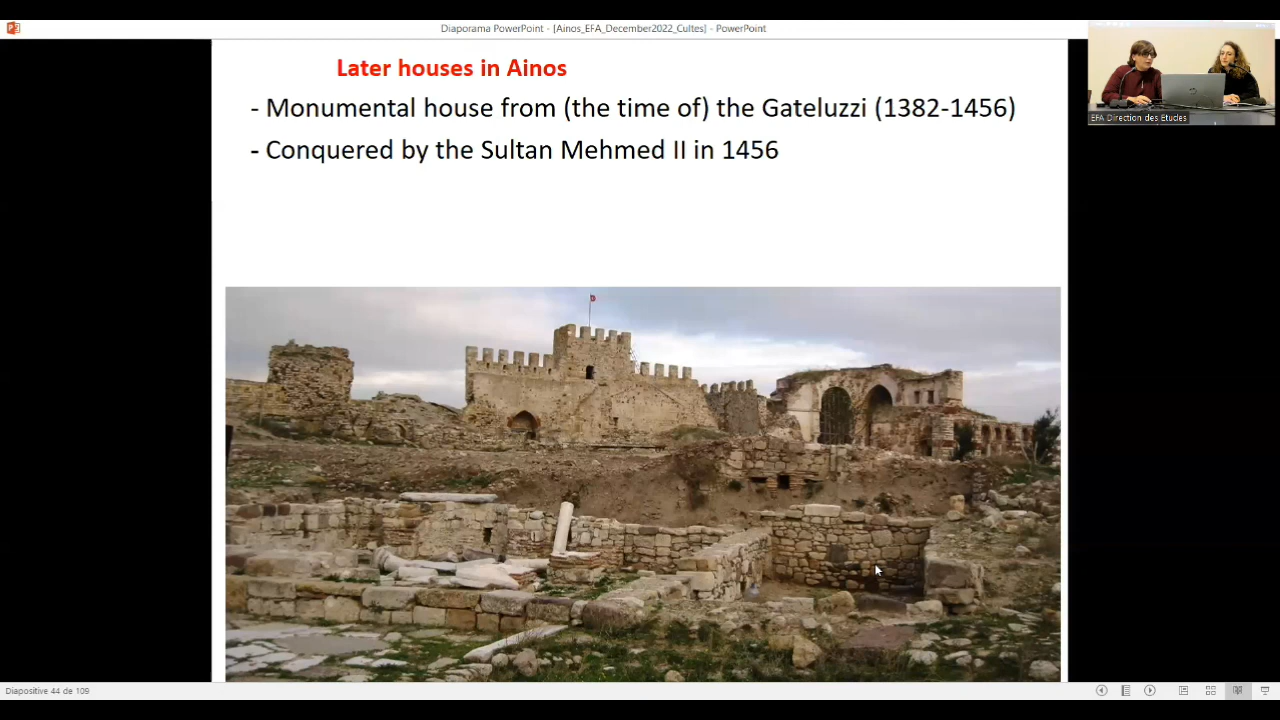 Diaporama PowerPoint - [Ainos_EFA_December2022_Cultes] - PowerPoint
Later houses in Ainos
- Monumental house from (the time of) the Gateluzzi (1382-1456)
- Conquered by the Sultan Mehmed II in 1456
EFA Direction des Etudes
Diapositive 44 de 109